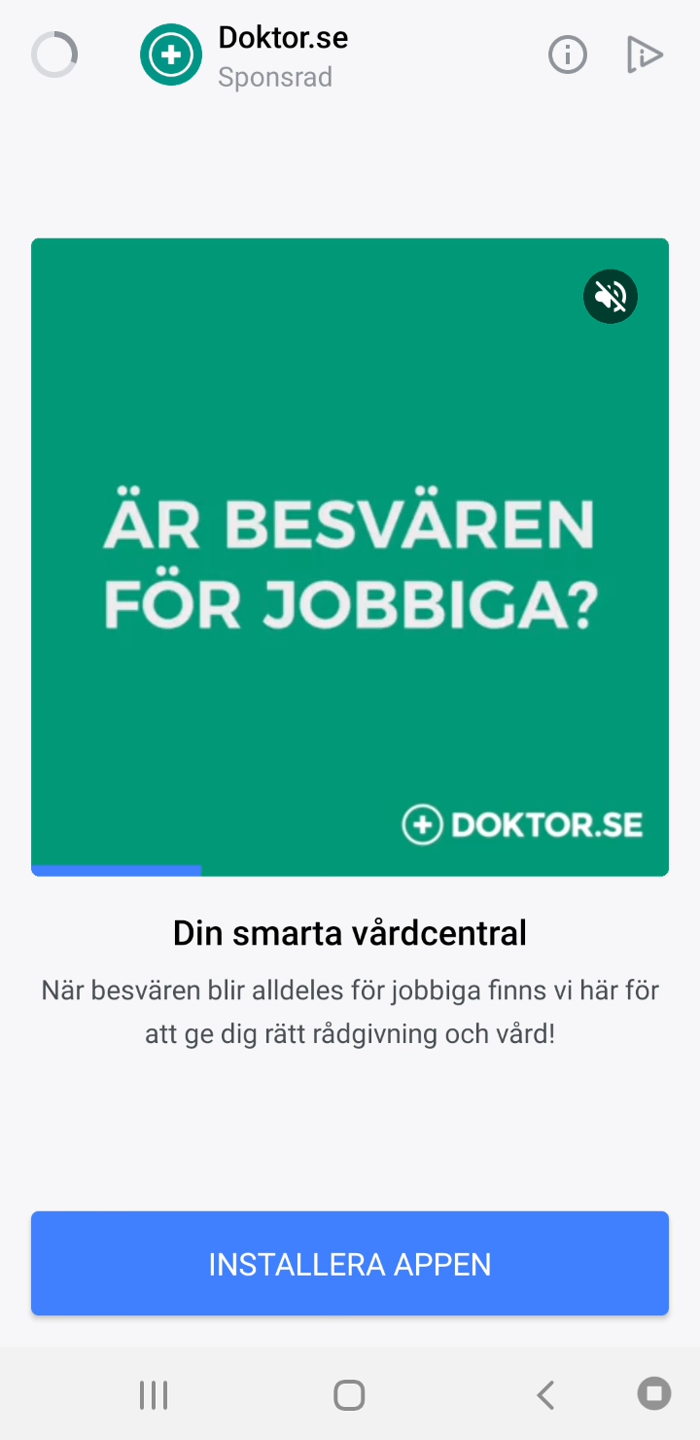 Doktor.se
Sponsrad
ÄR BESVÄREN
FÖR JOBBIGA?
DOKTOR.SE
Din smarta vårdcentral
När besvären blir alldeles för jobbiga finns vi här för
att ge dig rätt rådgivning och vård!
INSTALLERA APPEN